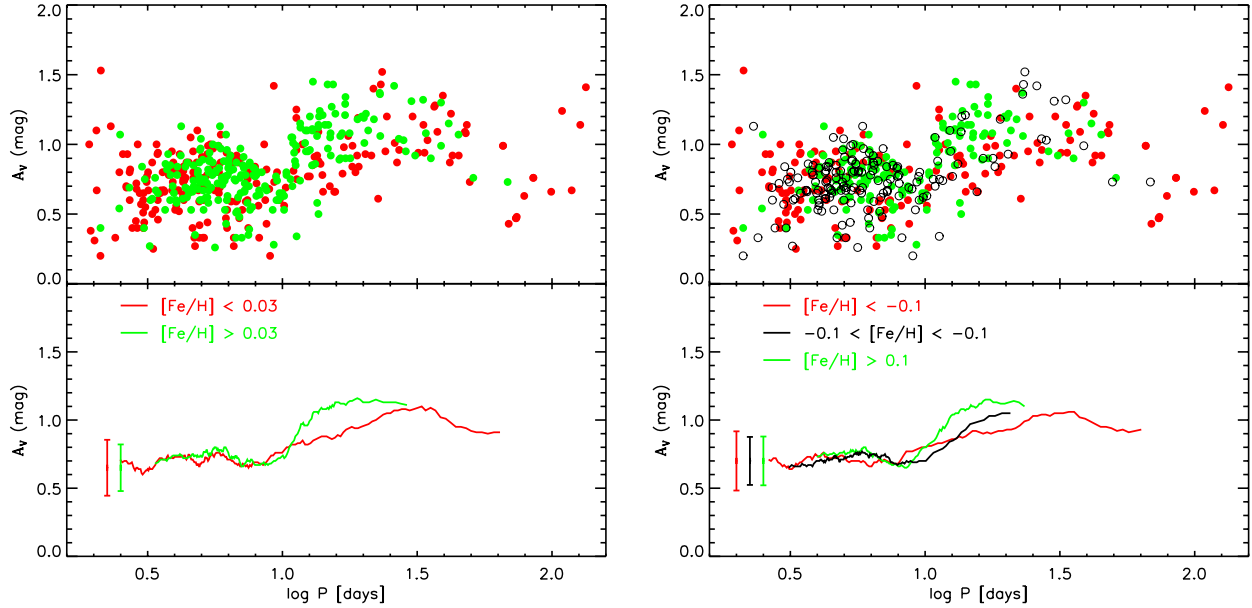 2.0
1.5
1.0
0.5
0.0
A_V (mag)
[Fe/H] < 0.03
[Fe/H] > 0.03
1.5
1.0
0.5
0.0
A_V (mag)
0.5 1.0 1.5 2.0
log P [days]
2.0
1.5
1.0
0.5
0.0
A_V (mag)
[Fe/H] < −0.1
−0.1 < [Fe/H] < −0.1
[Fe/H] > 0.1
1.5
1.0
0.5
0.0
A_V (mag)
0.5 1.0 1.5 2.0
log P [days]